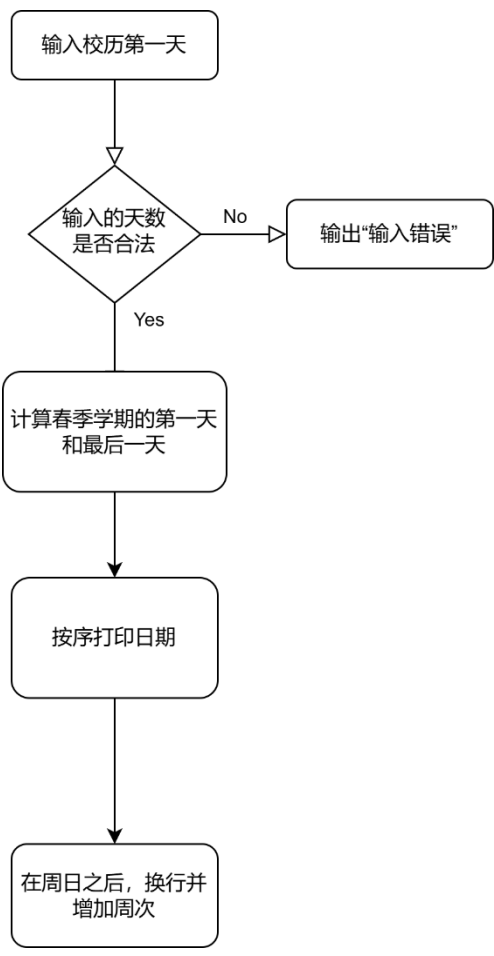 输入校历第一天
输入的天数
是否合法
No
输出“输入错误”
Yes
计算春季学期的第一天
和最后一天
按序打印日期
在周日之后，换行并
增加周次